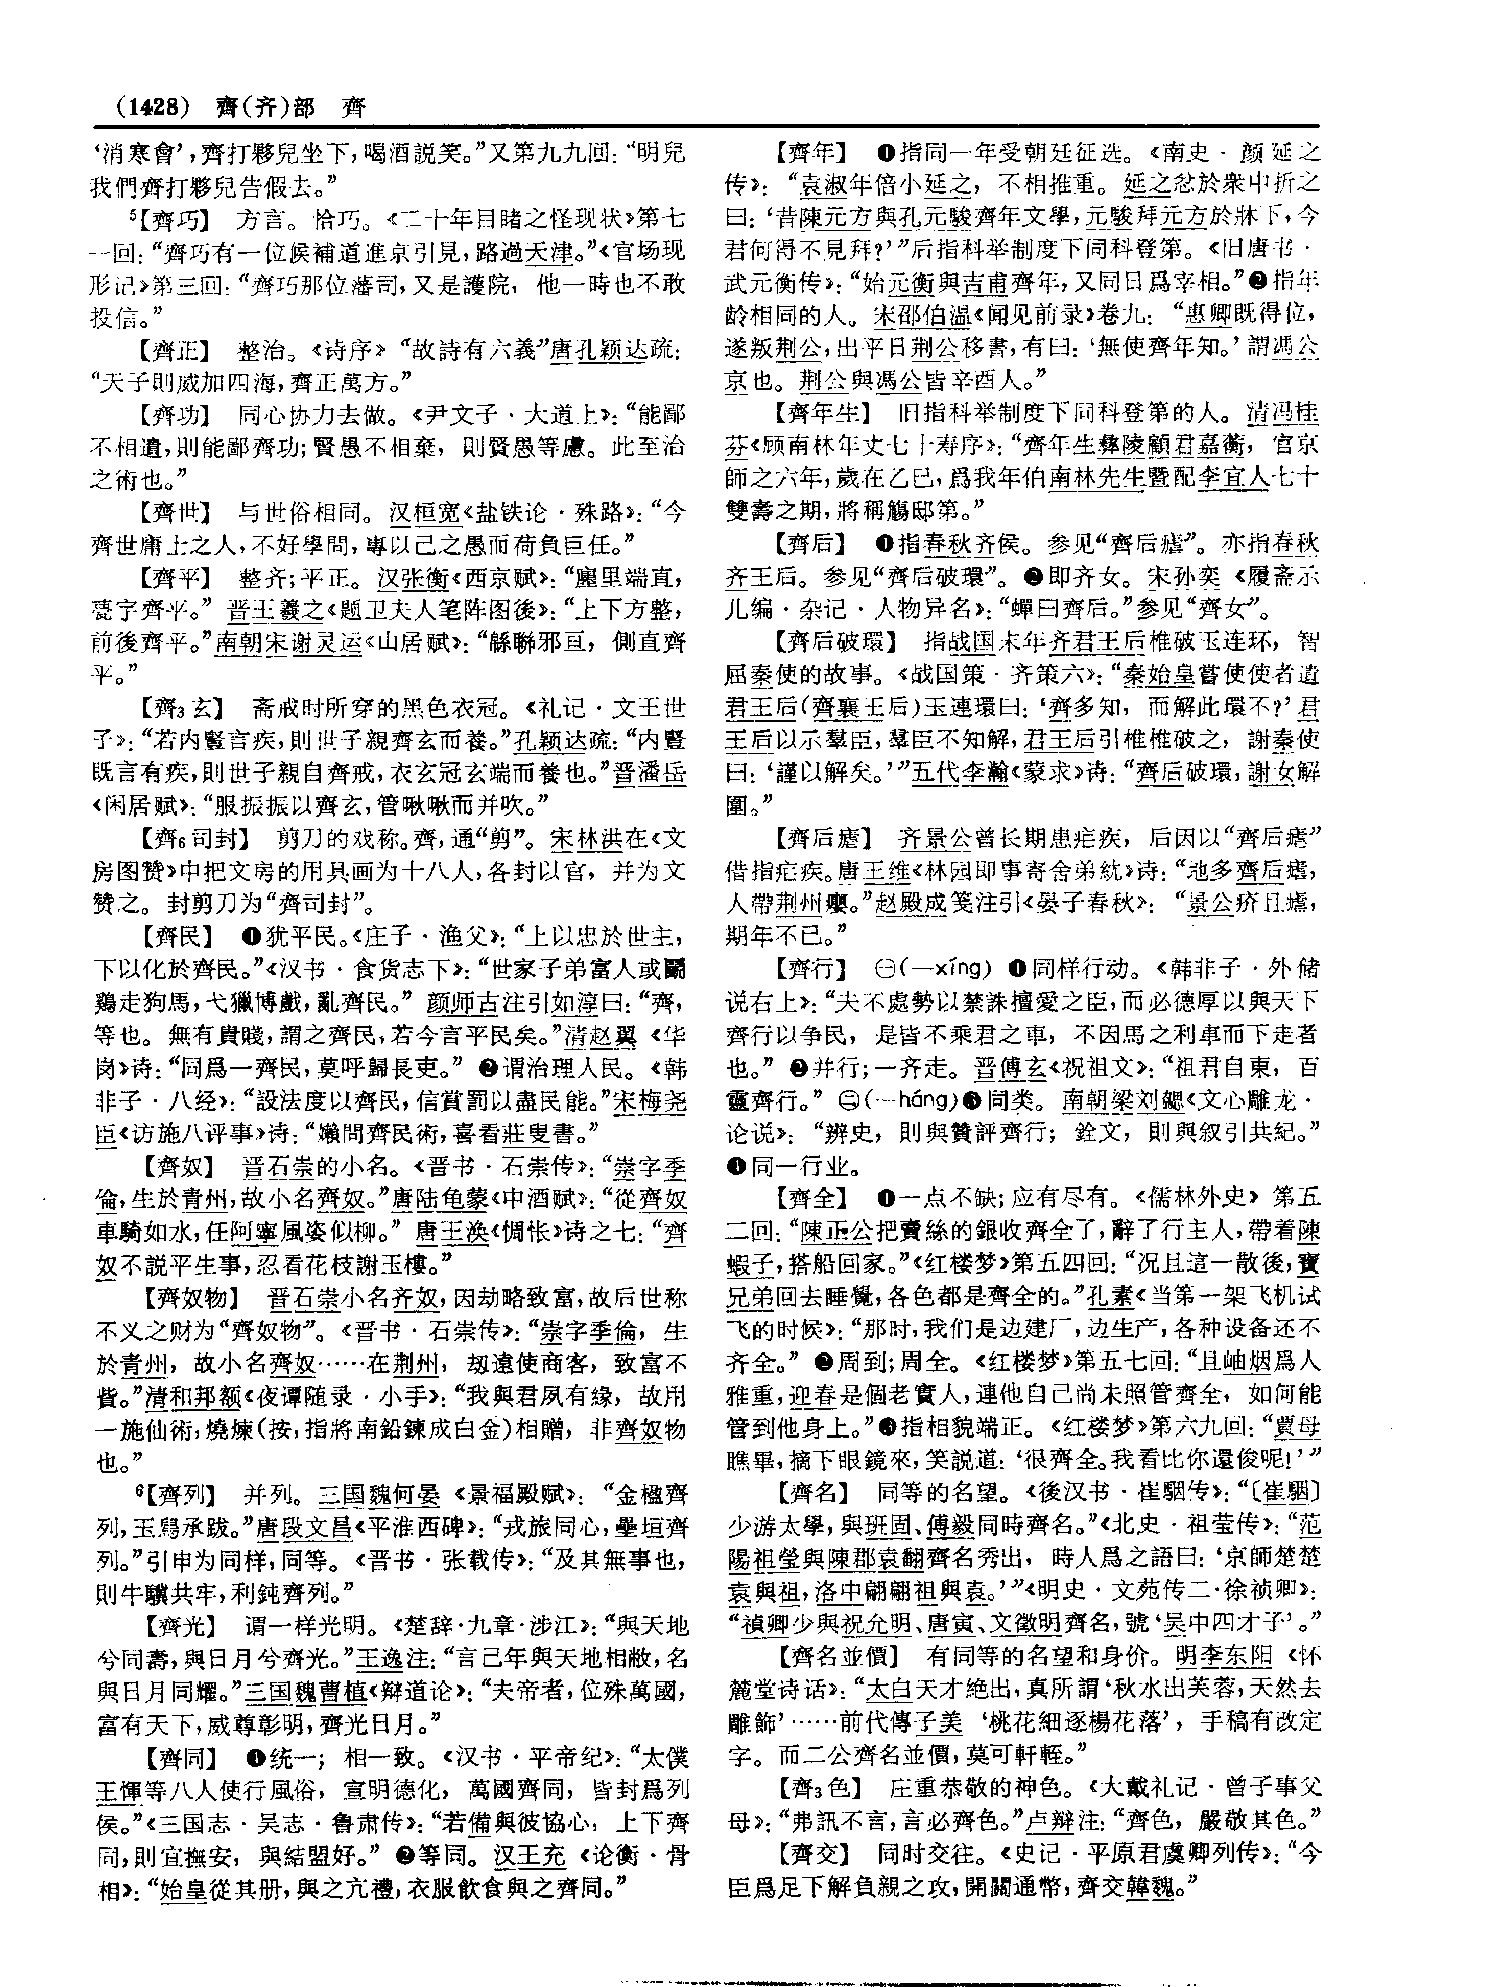 (1428) 齊(齐)部 齊
‘消寒會’，齊打夥兒坐下，喝酒説笑。”又第九九回：“明兒
我們齊打夥兒告假去。”
⁵【齊巧】 方言。恰巧。《二十年目睹之怪现状》第七
一回：“齊巧有一位候補道進京引見，路過天津。”《官场现
形记》第三回：“齊巧那位藩司，又是護院，他一時也不敢
投信。”
【齊正】 整治。《诗序》“故詩有六義”唐孔颖达疏：
“天子則威加四海，齊正萬方。”
【齊功】 同心协力去做。《尹文子·大道上》：“能鄙
不相遺，則能鄙齊功；賢愚不相棄，則賢愚等慮。此至治
之術也。”
【齊世】 与世俗相同。汉桓宽《盐铁论·殊路》：“今
齊世庸士之人，不好學問，專以己之愚而荷負巨任。”
【齊平】 整齐；平正。汉张衡《西京赋》：“廛里端直，
甍宇齊平。”晋王羲之《题卫夫人笔阵图後》：“上下方整，
前後齊平。”南朝宋谢灵运《山居赋》：“緜聯邪亘，側直齊
平。”
【齊₃玄】 斋戒时所穿的黑色衣冠。《礼记·文王世
子》：“若内豎言疾，則世子親齊玄而養。”孔颖达疏：“内豎
既言有疾，則世子親自齊戒，衣玄冠玄端而養也。”晋潘岳
《闲居赋》：“服振振以齊玄，管啾啾而并吹。”
【齊₆司封】 剪刀的戏称。齊，通“剪”。宋林洪在《文
房图赞》中把文房的用具画为十八人，各封以官，并为文
赞之。封剪刀为“齊司封”。
【齊民】 ❶犹平民。《庄子·渔父》：“上以忠於世主，
下以化於齊民。”《汉书·食货志下》：“世家子弟富人或鬭
鷄走狗馬，弋獵博戲，亂齊民。”颜师古注引如淳曰：“齊，
等也。無有貴賤，謂之齊民，若今言平民矣。”清赵翼《华
岗》诗：“同爲一齊民，莫呼歸長吏。”❷谓治理人民。《韩
非子·八经》：“設法度以齊民，信賞罰以盡民能。”宋梅尧
臣《访施八评事》诗：“嬾問齊民術，喜看莊叟書。”
【齊奴】 晋石崇的小名。《晋书·石崇传》：“崇字季
倫，生於青州，故小名齊奴。”唐陆龟蒙《中酒赋》：“從齊奴
車騎如水，任阿寧風姿似柳。”唐王涣《惆怅》诗之七：“齊
奴不説平生事，忍看花枝謝玉樓。”
【齊奴物】 晋石崇小名齐奴，因劫略致富，故后世称
不义之财为“齊奴物”。《晋书·石崇传》：“崇字季倫，生
於青州，故小名齊奴……在荆州，刼遠使商客，致富不
貲。”清和邦额《夜谭随录·小手》：“我與君夙有緣，故用
一施仙術，燒煉(按，指將南鉛鍊成白金)相贈，非齊奴物
也。”
⁶【齊列】 并列。三国魏何晏《景福殿赋》：“金楹齊
列，玉舄承跋。”唐段文昌《平淮西碑》：“戎旅同心，壘垣齊
列。”引申为同样，同等。《晋书·张载传》：“及其無事也，
則牛驥共牢，利鈍齊列。”
【齊光】 谓一样光明。《楚辞·九章·涉江》：“與天地
兮同壽，與日月兮齊光。”王逸注：“言己年與天地相敝，名
與日月同耀。”三国魏曹植《辩道论》：“夫帝者，位殊萬國，
富有天下，威尊彰明，齊光日月。”
【齊同】 ❶统一；相一致。《汉书·平帝纪》：“太僕
王惲等八人使行風俗，宣明德化，萬國齊同，皆封爲列
侯。”《三国志·吴志·鲁肃传》：“若備與彼協心，上下齊
同，則宜撫安，與結盟好。”❷等同。汉王充《论衡·骨
相》：“始皇從其册，與之亢禮，衣服飲食與之齊同。”
【齊年】 ❶指同一年受朝廷征选。《南史·颜延之
传》：“袁淑年倍小延之，不相推重。延之忿於衆中折之
曰：‘昔陳元方與孔元駿齊年文學，元駿拜元方於牀下，今
君何得不見拜？’”后指科举制度下同科登第。《旧唐书·
武元衡传》：“始元衡與吉甫齊年，又同日爲宰相。”❷指年
龄相同的人。宋邵伯温《闻见前录》卷九：“惠卿既得位，
遂叛荆公，出平日荆公移書，有曰：‘無使齊年知。’謂馮公
京也。荆公與馮公皆辛酉人。”
【齊年生】 旧指科举制度下同科登第的人。清冯桂
芬《顾南林年丈七十寿序》：“齊年生彝陵顧君嘉蘅，官京
師之六年，歲在乙巳，爲我年伯南林先生暨配李宜人七十
雙壽之期，將稱觴邸第。”
【齊后】 ❶指春秋齐侯。参见“齊后瘧”。亦指春秋
齐王后。参见“齊后破環”。❷即齐女。宋孙奕《履斋示
儿编·杂记·人物异名》：“蟬曰齊后。”参见“齊女”。
【齊后破環】 指战国末年齐君王后椎破玉连环，智
屈秦使的故事。《战国策·齐策六》：“秦始皇嘗使使者遺
君王后(齊襄王后)玉連環曰：‘齊多知，而解此環不？’君
王后以示羣臣，羣臣不知解，君王后引椎椎破之，謝秦使
曰：‘謹以解矣。’”五代李瀚《蒙求》诗：“齊后破環，謝女解
圍。”
【齊后瘧】 齐景公曾长期患疟疾，后因以“齊后瘧”
借指疟疾。唐王维《林园即事寄舍弟紞》诗：“池多齊后瘧，
人帶荆州癭。”赵殿成笺注引《晏子春秋》：“景公疥且瘧，
期年不已。”
【齊行】 ㊀(—xíng) ❶同样行动。《韩非子·外储
说右上》：“夫不處勢以禁誅擅愛之臣，而必德厚以與天下
齊行以争民，是皆不乘君之車，不因馬之利車而下走者
也。”❷并行；一齐走。晋傅玄《祝祖文》：“祖君自東，百
靈齊行。”㊁(—háng)❸同类。南朝梁刘勰《文心雕龙·
论说》：“辨史，則與贊評齊行；銓文，則與叙引共紀。”
❹同一行业。
【齊全】 ❶一点不缺；应有尽有。《儒林外史》第五
二回：“陳正公把賣絲的銀收齊全了，辭了行主人，帶着陳
蝦子，搭船回家。”《红楼梦》第五四回：“况且這一散後，寶
兄弟回去睡覺，各色都是齊全的。”孔素《当第一架飞机试
飞的时候》：“那时，我们是边建厂，边生产，各种设备还不
齐全。”❷周到；周全。《红楼梦》第五七回：“且岫烟爲人
雅重，迎春是個老實人，連他自己尚未照管齊全，如何能
管到他身上。”❸指相貌端正。《红楼梦》第六九回：“賈母
瞧畢，摘下眼鏡來，笑説道：‘很齊全。我看比你還俊呢！’”
【齊名】 同等的名望。《後汉书·崔駰传》：“〔崔駰〕
少游太學，與班固、傅毅同時齊名。”《北史·祖莹传》：“范
陽祖瑩與陳郡袁翻齊名秀出，時人爲之語曰：‘京師楚楚
袁與祖，洛中翩翩祖與袁。’”《明史·文苑传二·徐祯卿》：
“禎卿少與祝允明、唐寅、文徵明齊名，號‘吴中四才子’。”
【齊名並價】 有同等的名望和身价。明李东阳《怀
麓堂诗话》：“太白天才絶出，真所謂‘秋水出芙蓉，天然去
雕飾’……前代傳子美‘桃花細逐楊花落’，手稿有改定
字。而二公齊名並價，莫可軒輊。”
【齊₃色】 庄重恭敬的神色。《大戴礼记·曾子事父
母》：“弗訊不言，言必齊色。”卢辩注：“齊色，嚴敬其色。”
【齊交】 同时交往。《史记·平原君虞卿列传》：“今
臣爲足下解負親之攻，開關通幣，齊交韓魏。”